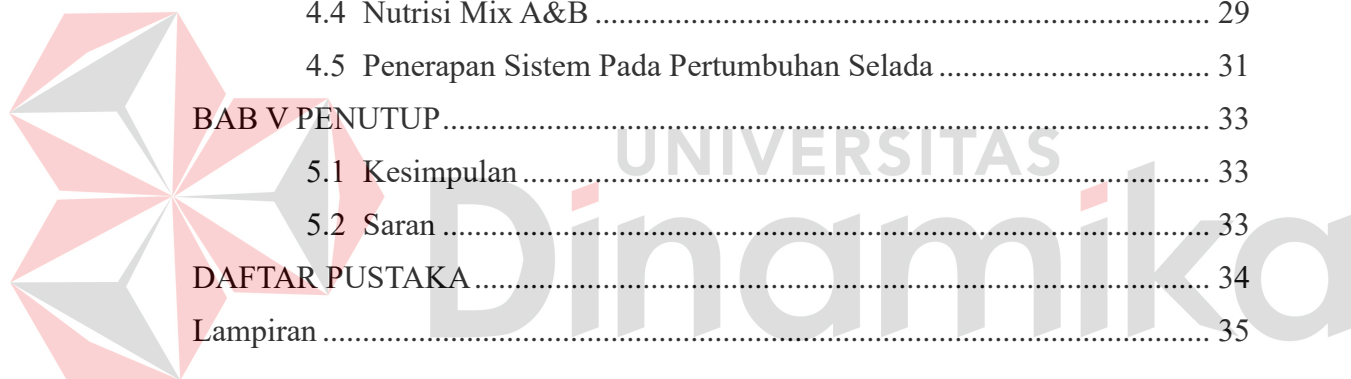 4.4 Nutrisi Mix A&B ........................................................................ 29
4.5 Penerapan Sistem Pada Pertumbuhan Selada ................................ 31
BAB V PENUTUP............................................................................... 33
UNIVERSITAS
5.1 Kesimpulan ................................................................................ 33
5.2 Saran .......................................................................................... 33
Dinamika
DAFTAR PUSTAKA ........................................................................... 34
Lampiran ............................................................................................. 35